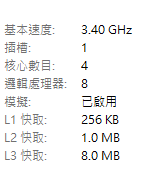 基本速度: 3.40 GHz
插槽: 1
核心數目: 4
邏輯處理器: 8
模擬: 已啟用
L1 快取: 256 KB
L2 快取: 1.0 MB
L3 快取: 8.0 MB